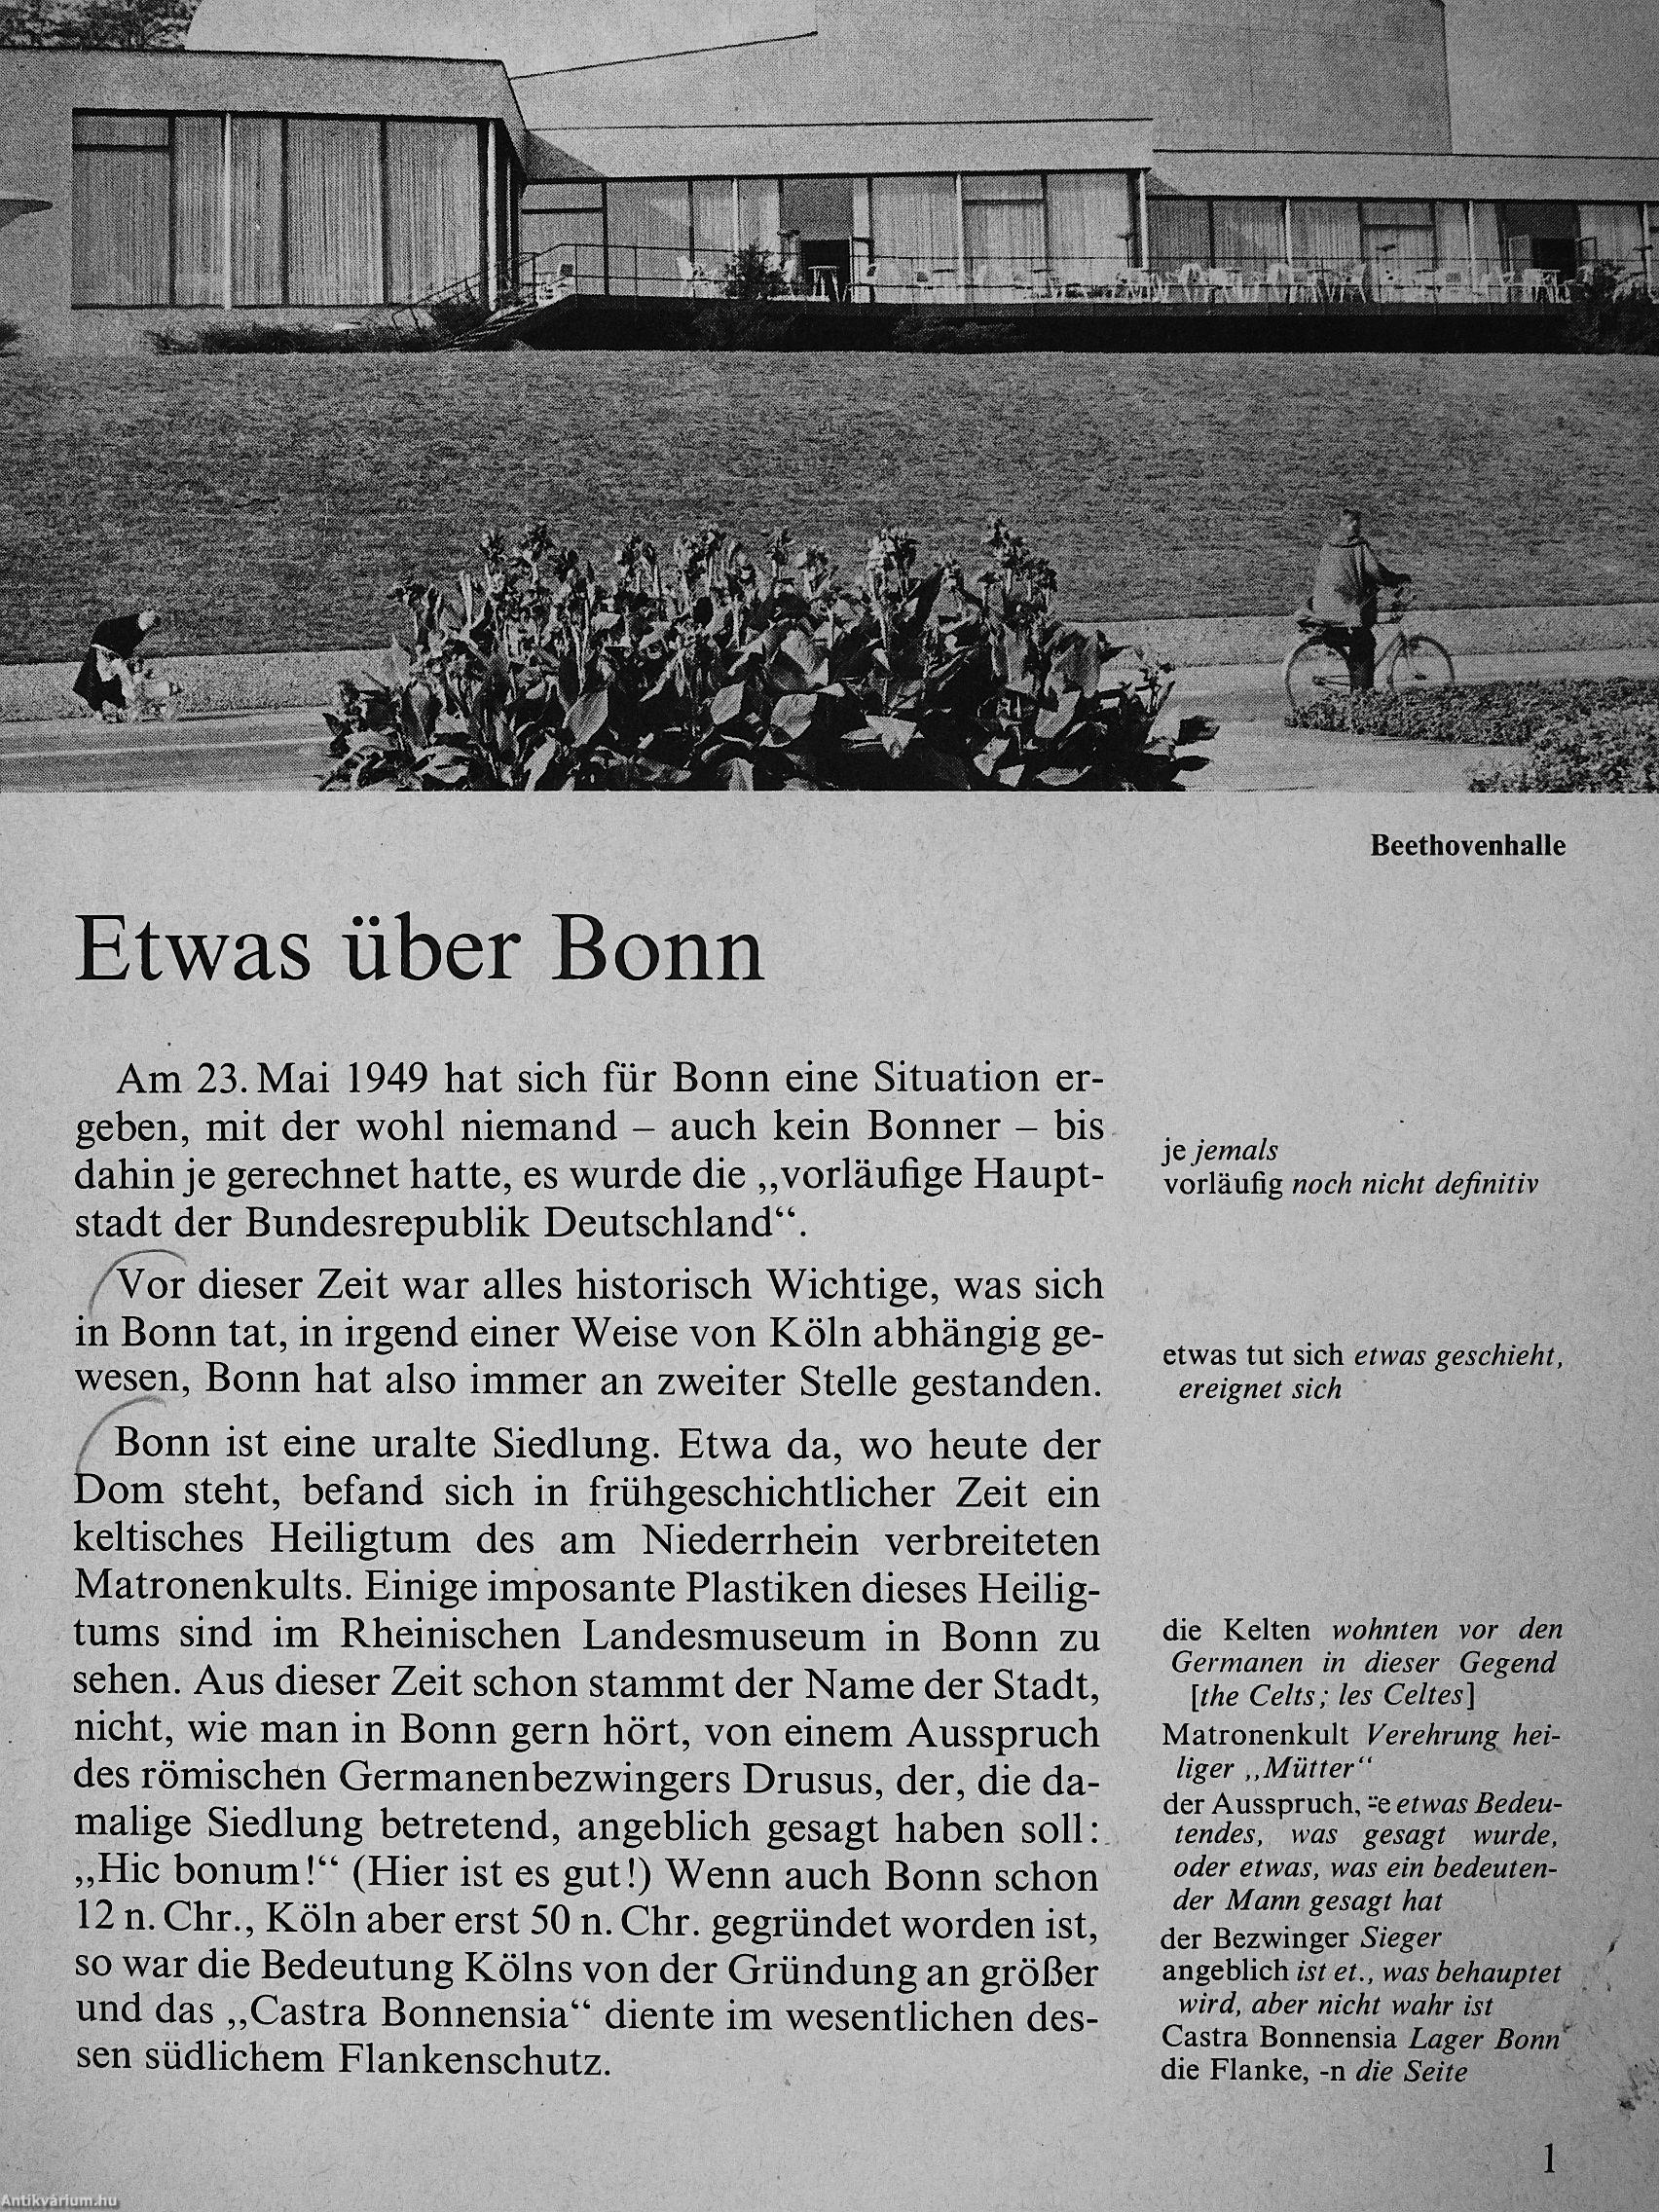 Beethovenhalle
Etwas über Bonn
Am 23. Mai 1949 hat sich für Bonn eine Situation er-
geben, mit der wohl niemand – auch kein Bonner – bis
dahin je gerechnet hatte, es wurde die „vorläufige Haupt-
stadt der Bundesrepublik Deutschland“.
Vor dieser Zeit war alles historisch Wichtige, was sich
in Bonn tat, in irgend einer Weise von Köln abhängig ge-
wesen, Bonn hat also immer an zweiter Stelle gestanden.
Bonn ist eine uralte Siedlung. Etwa da, wo heute der
Dom steht, befand sich in frühgeschichtlicher Zeit ein
keltisches Heiligtum des am Niederrhein verbreiteten
Matronenkults. Einige imposante Plastiken dieses Heilig-
tums sind im Rheinischen Landesmuseum in Bonn zu
sehen. Aus dieser Zeit schon stammt der Name der Stadt,
nicht, wie man in Bonn gern hört, von einem Ausspruch
des römischen Germanenbezwingers Drusus, der, die da-
malige Siedlung betretend, angeblich gesagt haben soll:
„Hic bonum!“ (Hier ist es gut!) Wenn auch Bonn schon
12 n. Chr., Köln aber erst 50 n. Chr. gegründet worden ist,
so war die Bedeutung Kölns von der Gründung an größer
und das „Castra Bonnensia“ diente im wesentlichen des-
sen südlichem Flankenschutz.
je jemals
vorläufig noch nicht definitiv
etwas tut sich etwas geschieht,
ereignet sich
die Kelten wohnten vor den
Germanen in dieser Gegend
[the Celts; les Celtes]
Matronenkult Verehrung hei-
liger „Mütter“
der Ausspruch, ⸚e etwas Bedeu-
tendes, was gesagt wurde,
oder etwas, was ein bedeuten-
der Mann gesagt hat
der Bezwinger Sieger
angeblich ist et., was behauptet
wird, aber nicht wahr ist
Castra Bonnensia Lager Bonn
die Flanke, -n die Seite
1
Antikvárium.hu